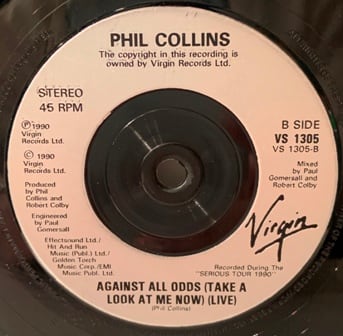 PHIL COLLINS
The copyright in this recording is
owned by Virgin Records Ltd.
STEREO
45 RPM
℗1990
Virgin
Records Ltd.
©1990
Virgin
Records Ltd.
Produced
by Phil
Collins and
Robert Colby
Engineered
by Paul
Gomersall
Effectsound Ltd./
Hit And Run
Music (Publ.) Ltd./
Golden Torch
Music Corp./EMI
Music Publ. Ltd.
B SIDE
VS 1305
VS 1305-B
Mixed
by Paul
Gomersall and
Robert Colby
Virgin
Recorded During The
"SERIOUS TOUR 1990"
AGAINST ALL ODDS (TAKE A
LOOK AT ME NOW) (LIVE)
(Phil Collins)